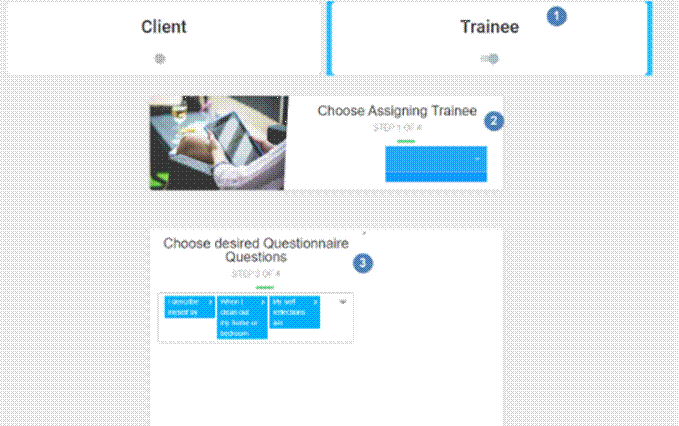 Client
Trainee
1
Choose Assigning Trainee
STEP 1 OF 4
2
Choose desired Questionnaire
Questions
STEP 3 OF 4
3
I describe
myself as
When I
clean out
my home or
bedroom
My self
reflections
are